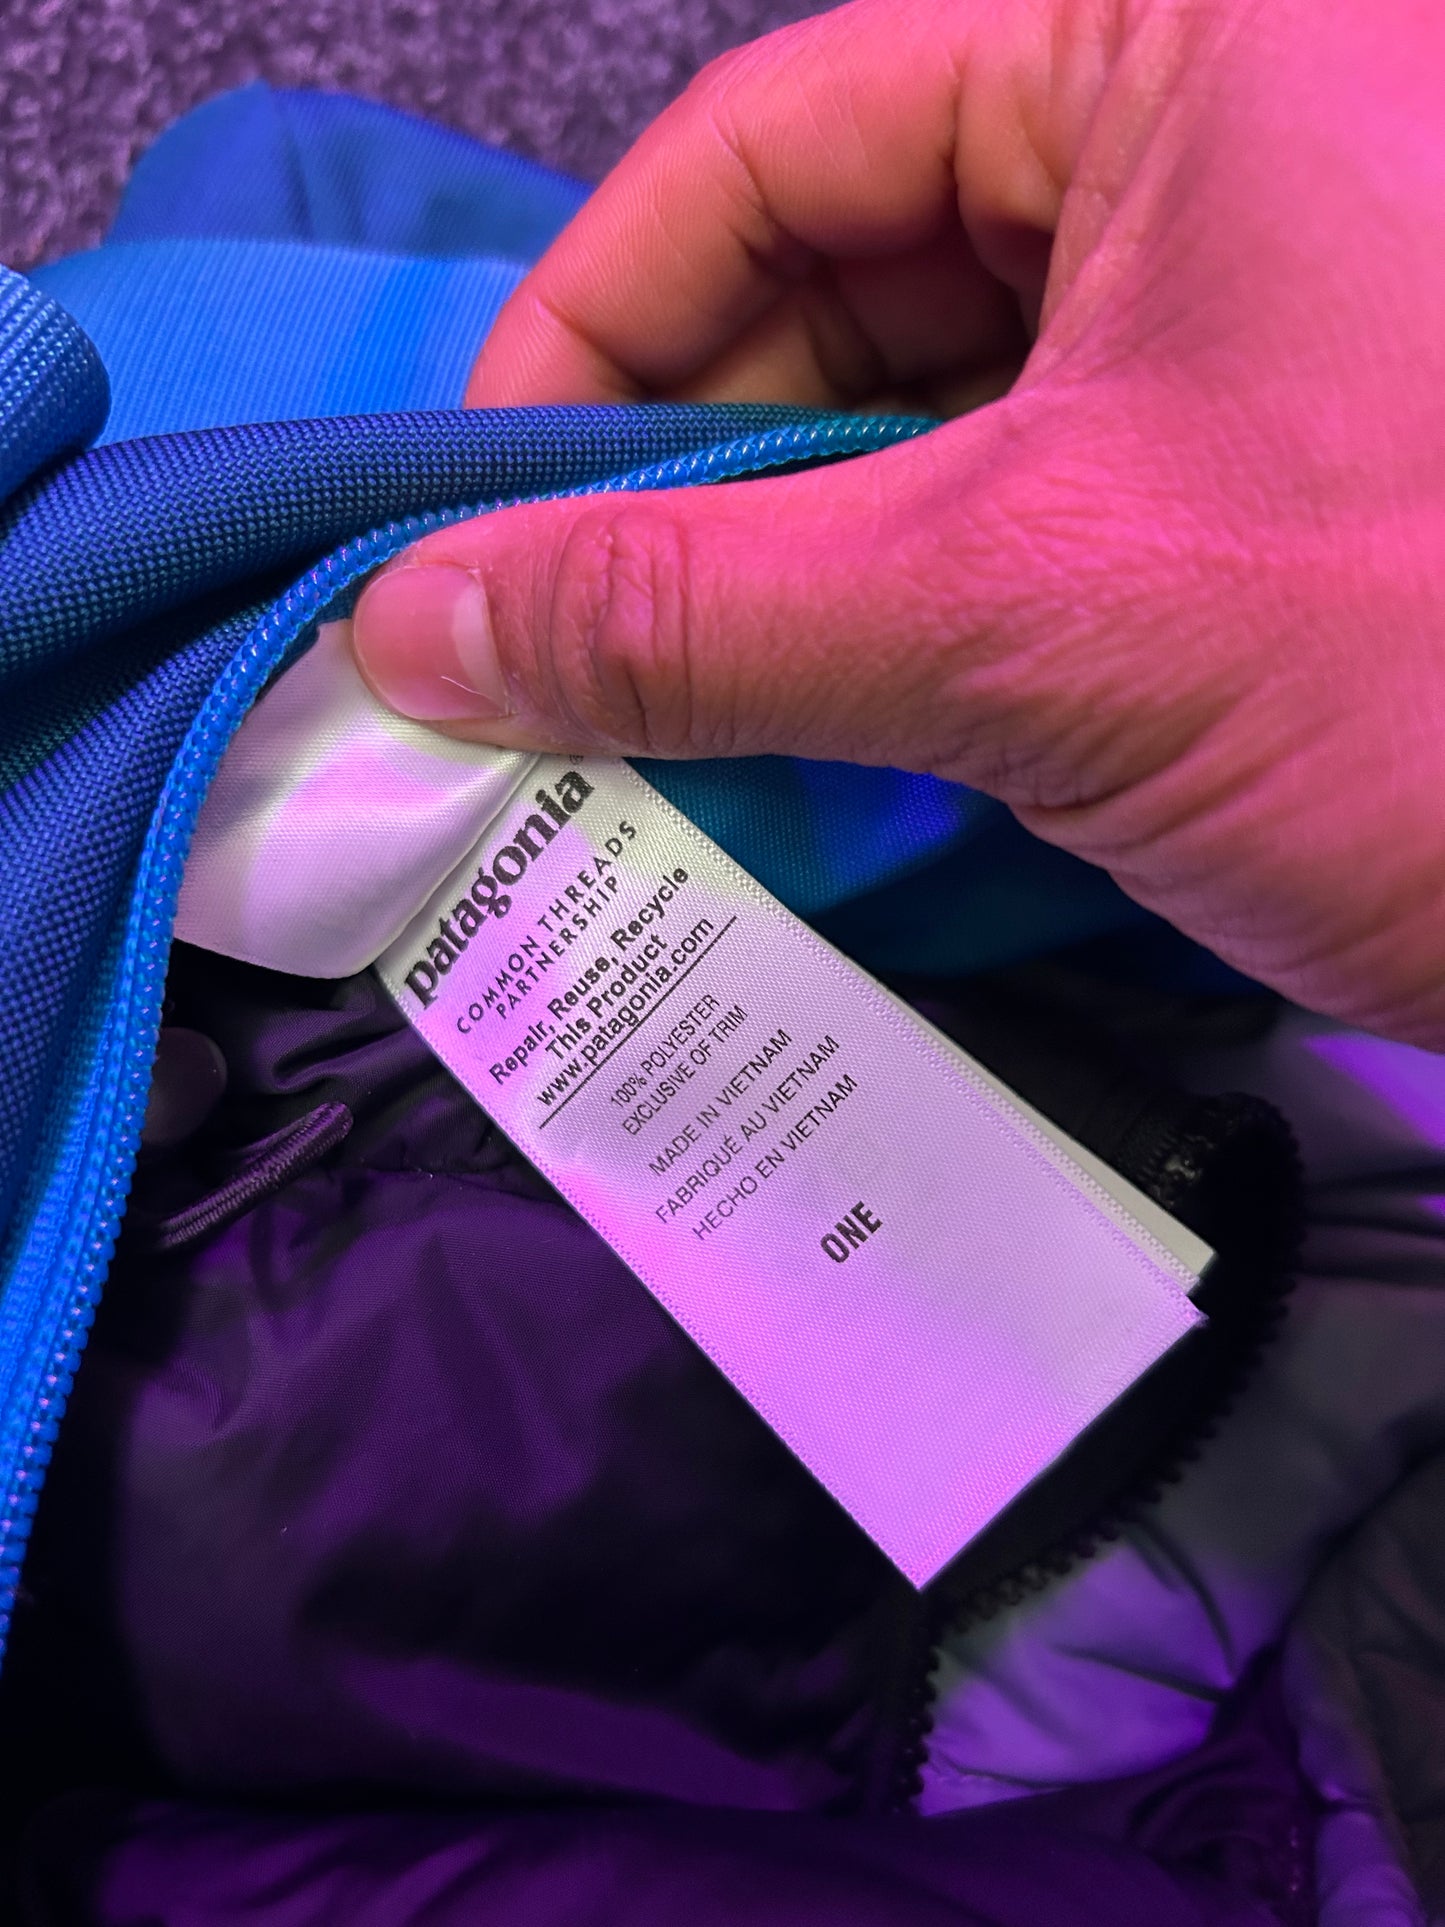 patagonia®
COMMON THREADS
PARTNERSHIP
Repair, Reuse, Recycle
This Product
www.patagonia.com
100% POLYESTER
EXCLUSIVE OF TRIM
MADE IN VIETNAM
FABRIQUÉ AU VIETNAM
HECHO EN VIETNAM
ONE